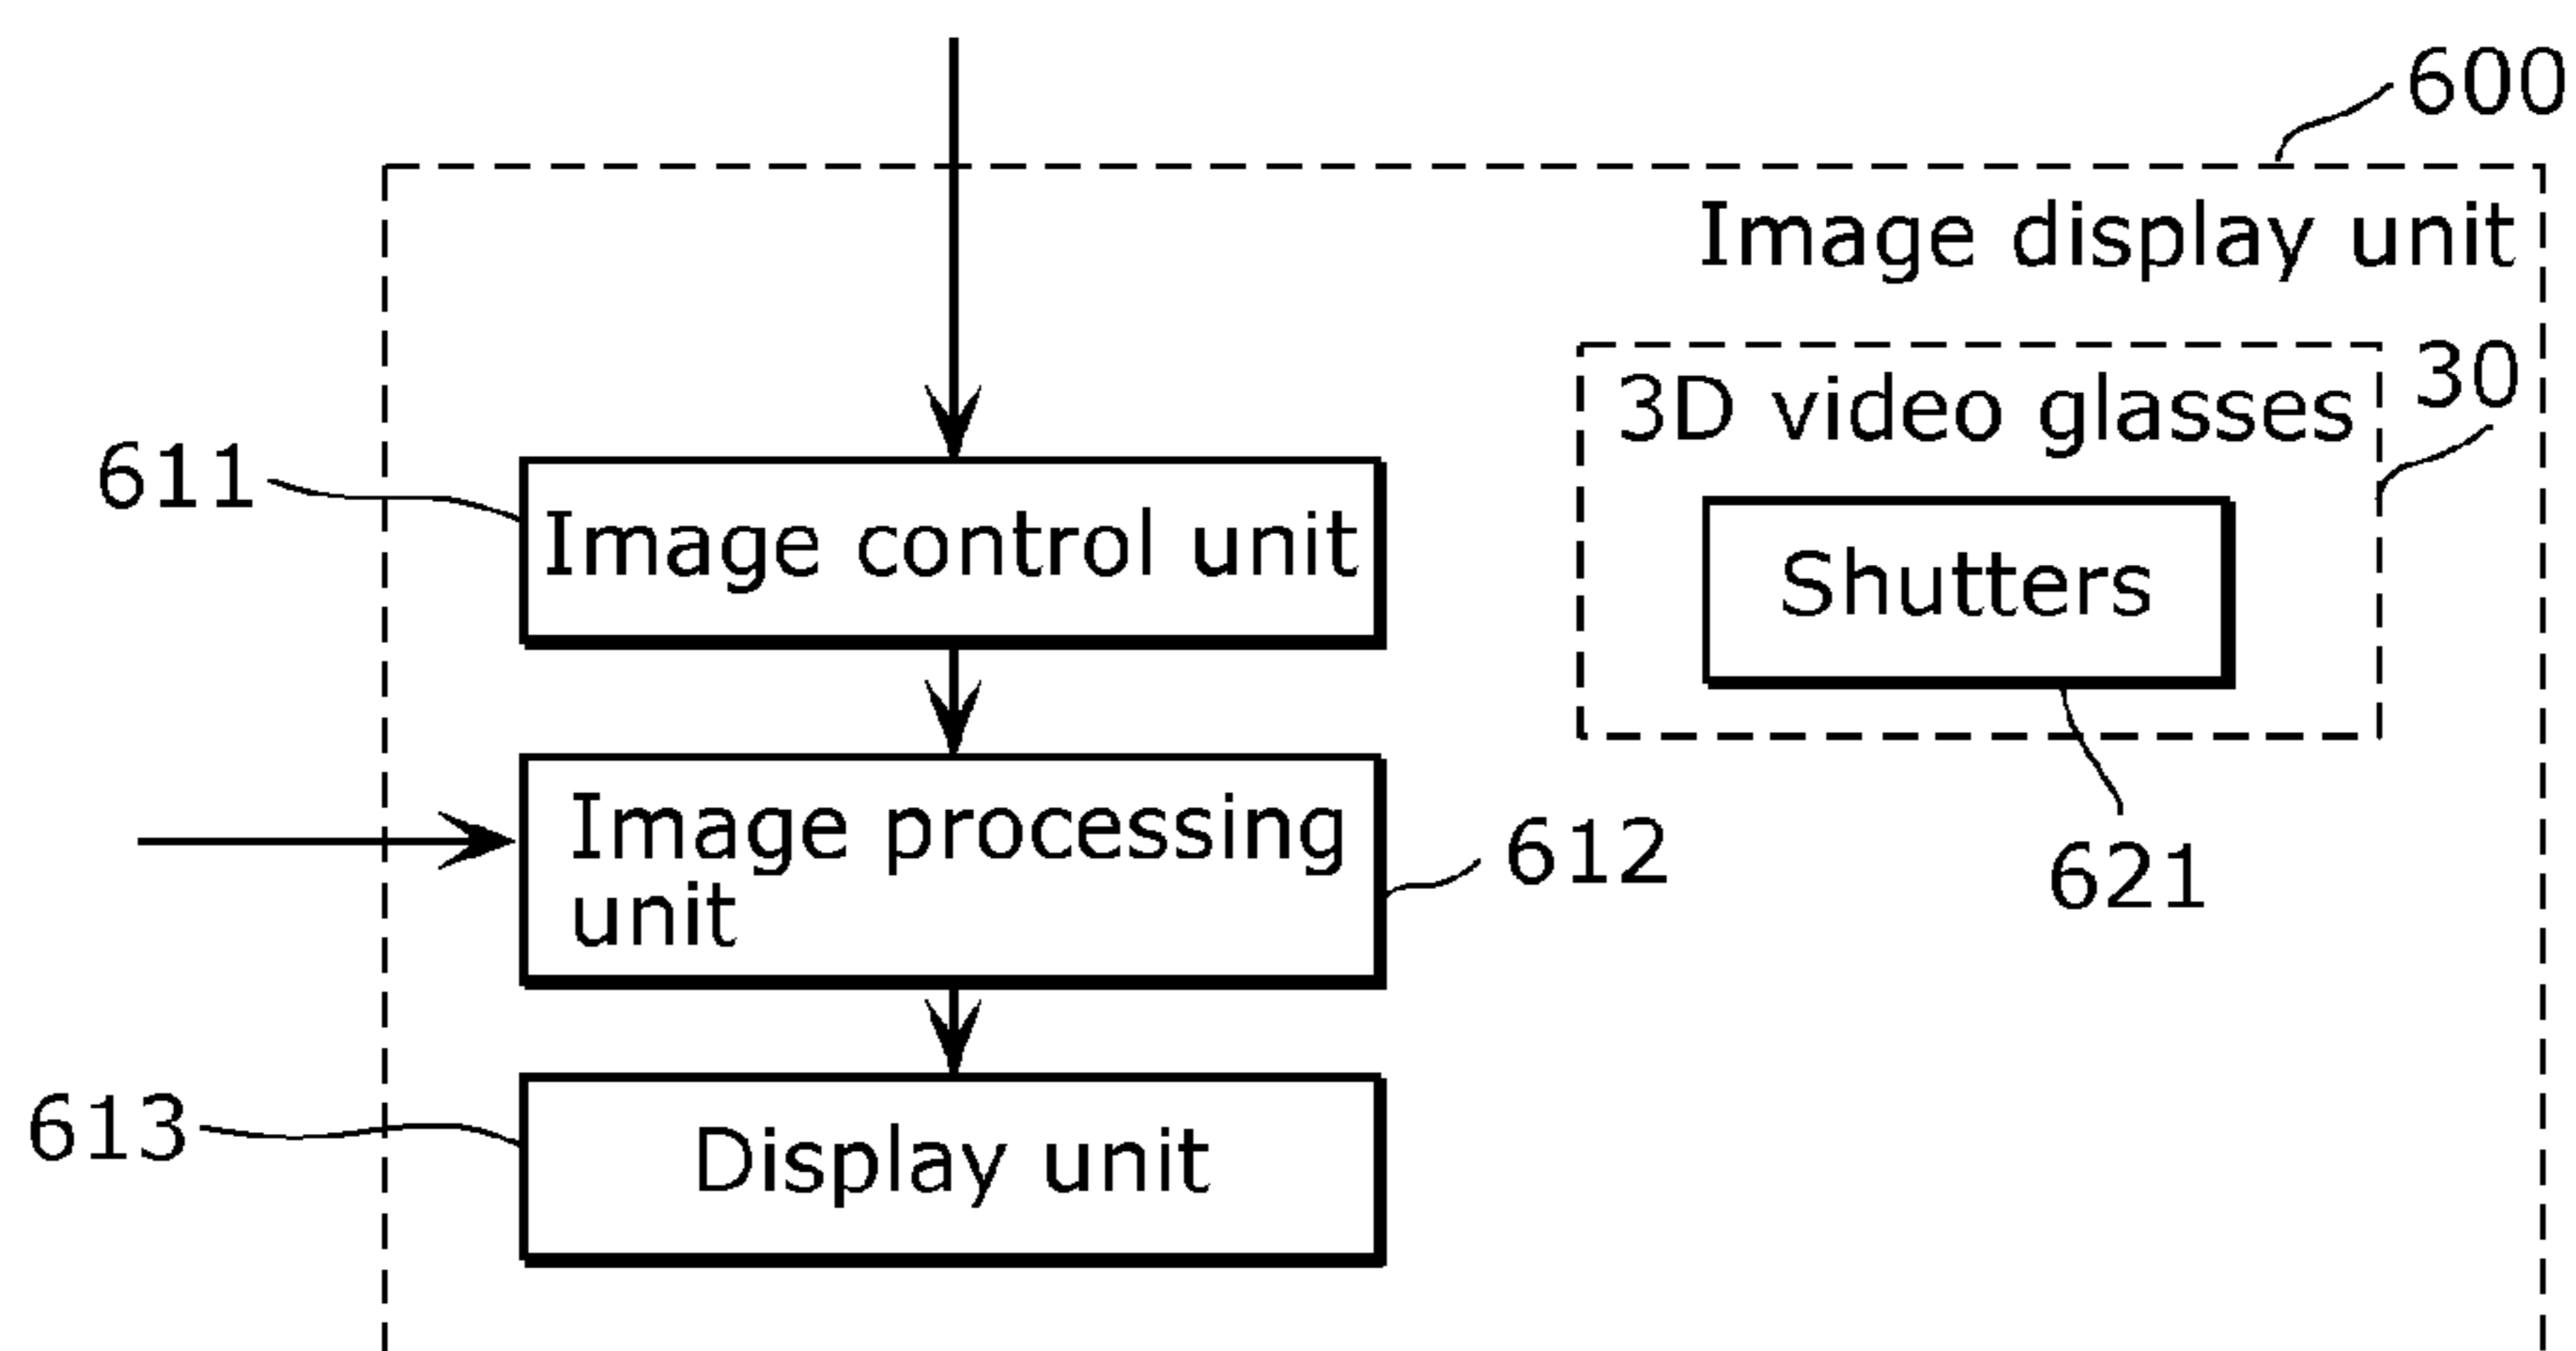 600
Image display unit
30
3D video glasses
611
Image control unit
Shutters
Image processing
unit
612
621
613
Display unit